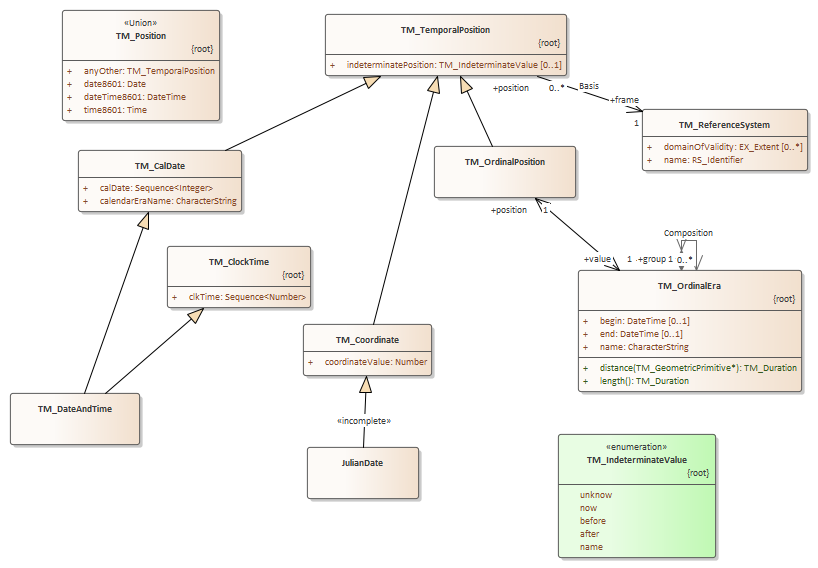 «Union»
TM_Position
{root}
+ anyOther: TM_TemporalPosition
+ date8601: Date
+ dateTime8601: DateTime
+ time8601: Time
TM_TemporalPosition
{root}
+ indeterminatePosition: TM_IndeterminateValue [0..1]
+position 0..*
Basis
+frame
1
TM_ReferenceSystem
+ domainOfValidity: EX_Extent [0..*]
+ name: RS_Identifier
TM_CalDate
+ calDate: Sequence<Integer>
+ calendarEraName: CharacterString
TM_OrdinalPosition
+position 1
+value 1
Composition
+group 1 0..*
TM_ClockTime
{root}
+ clkTime: Sequence<Number>
TM_OrdinalEra
{root}
+ begin: DateTime [0..1]
+ end: DateTime [0..1]
+ name: CharacterString
+ distance(TM_GeometricPrimitive*): TM_Duration
+ length(): TM_Duration
TM_Coordinate
+ coordinateValue: Number
TM_DateAndTime
«incomplete»
JulianDate
«enumeration»
TM_IndeterminateValue
{root}
unknow
now
before
after
name